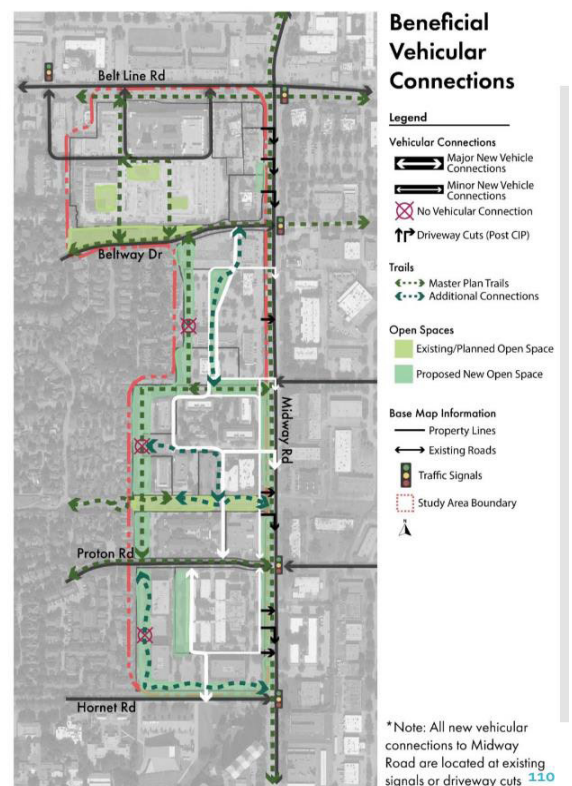 Beneficial
Vehicular
Connections
Legend
Vehicular Connections
Major New Vehicle
Connections
Minor New Vehicle
Connections
No Vehicular Connection
Driveway Cuts (Post CIP)
Trails
Master Plan Trails
Additional Connections
Open Spaces
Existing/Planned Open Space
Proposed New Open Space
Base Map Information
Property Lines
Existing Roads
Traffic Signals
Study Area Boundary
N
Belt Line Rd
Beltway Dr
Midway Rd
Proton Rd
Hornet Rd
*Note: All new vehicular
connections to Midway
Road are located at existing
signals or driveway cuts 110